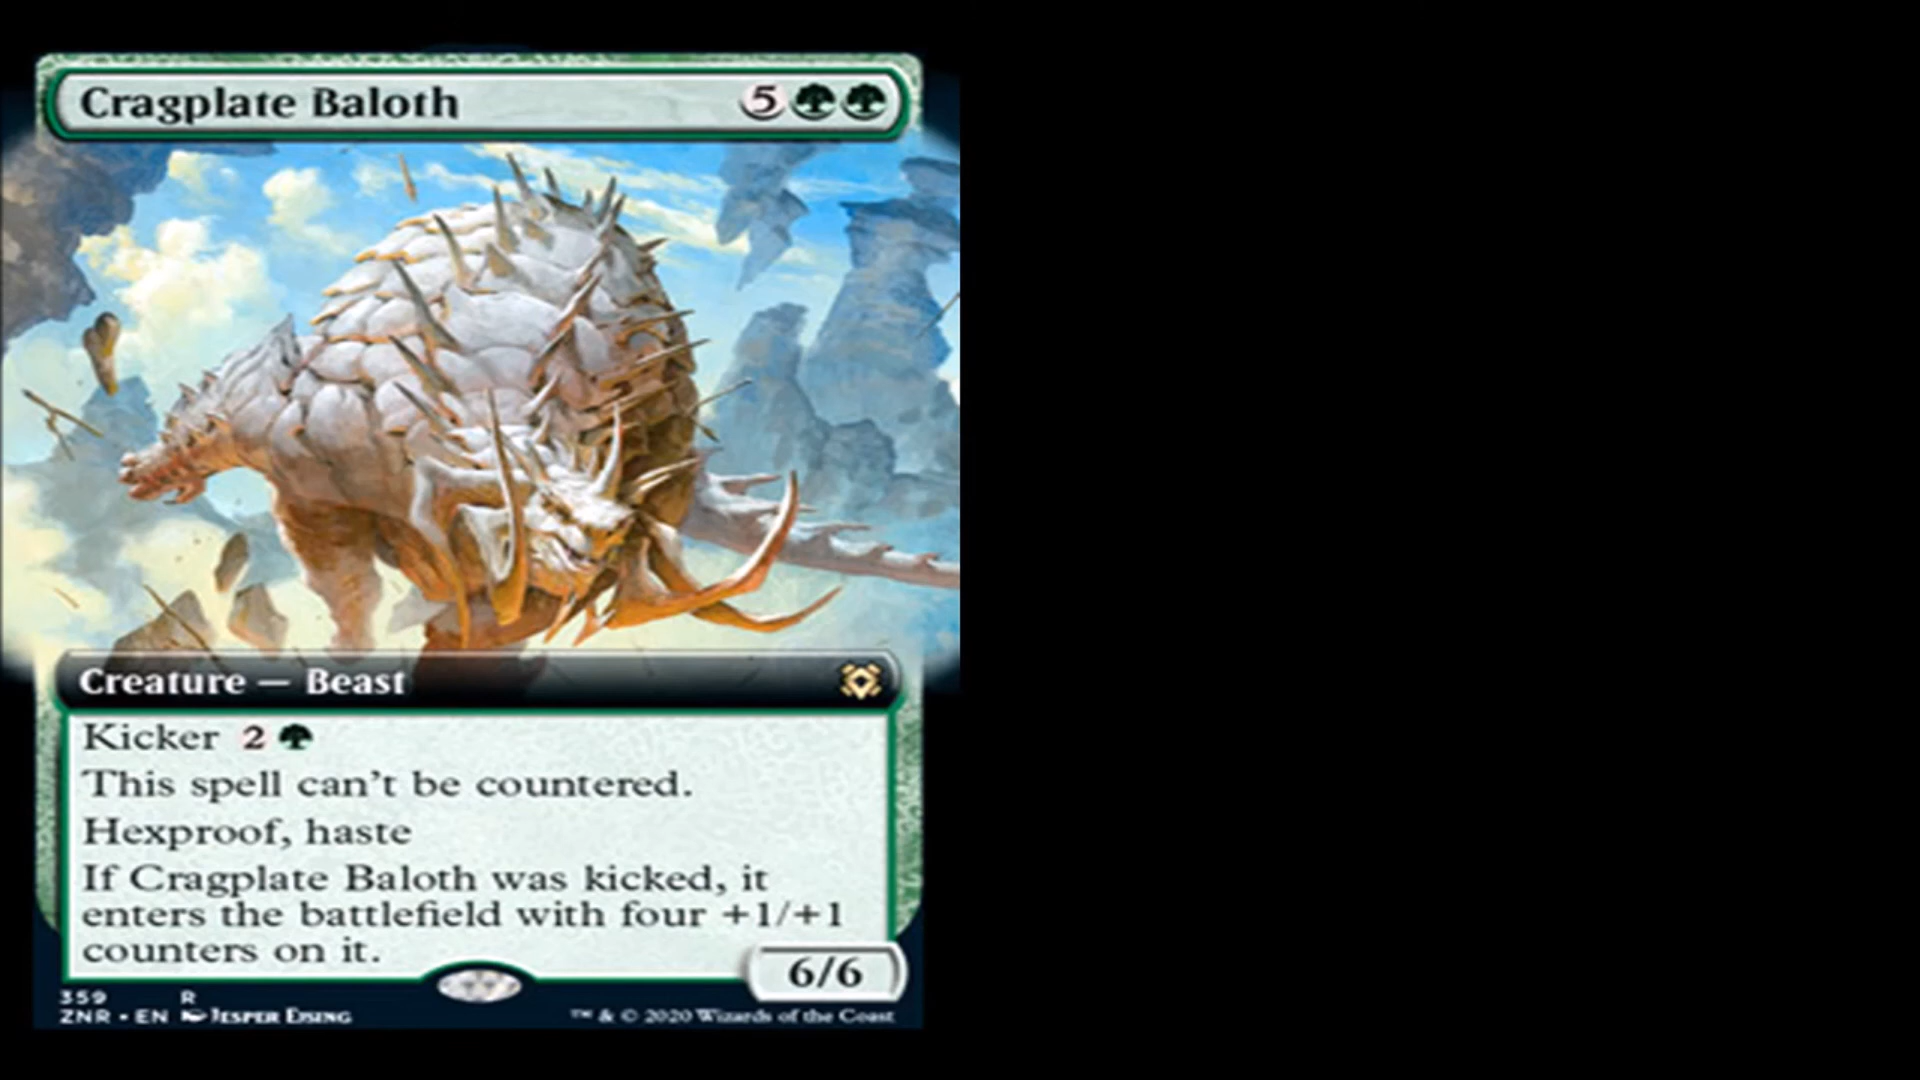 Cragplate Baloth 5
Creature — Beast
Kicker 2
This spell can't be countered.
Hexproof, haste
If Cragplate Baloth was kicked, it
enters the battlefield with four +1/+1
counters on it.
6/6
359 R
ZNR • EN Jesper Ejsing
™ & © 2020 Wizards of the Coast